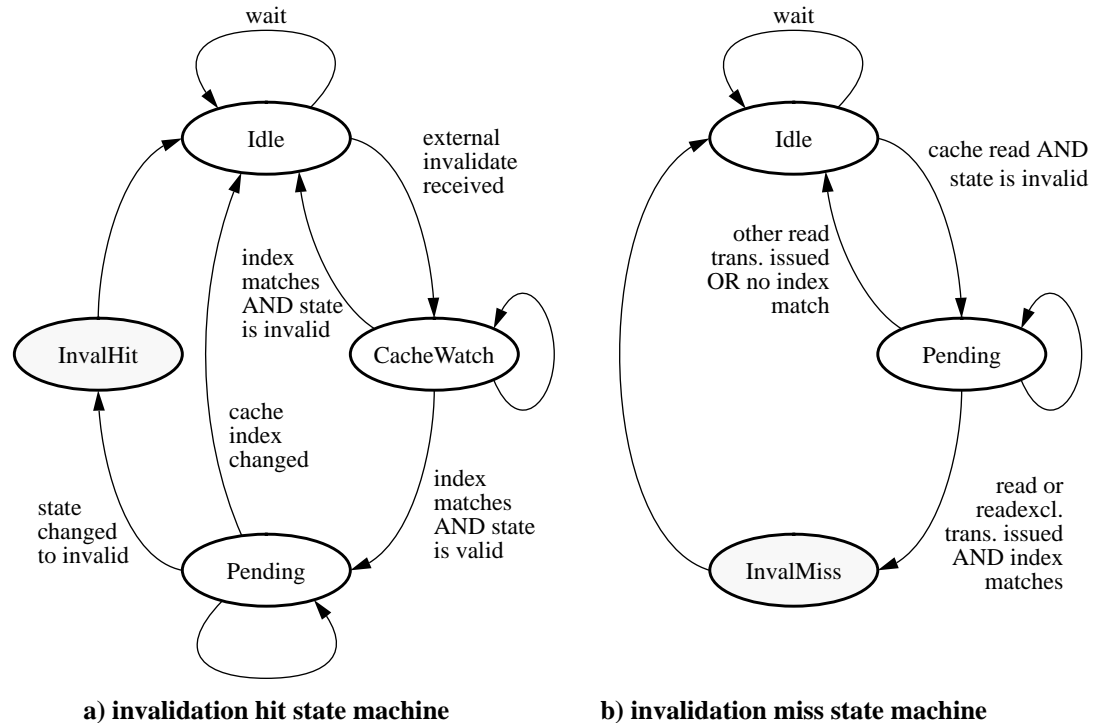 wait
Idle
external
invalidate
received
index
matches
AND state
is invalid
InvalHit
CacheWatch
cache
index
changed
state
changed
to invalid
index
matches
AND state
is valid
Pending
a) invalidation hit state machine
wait
Idle
cache read AND
state is invalid
other read
trans. issued
OR no index
match
Pending
read or
readexcl.
trans. issued
AND index
matches
InvalMiss
b) invalidation miss state machine